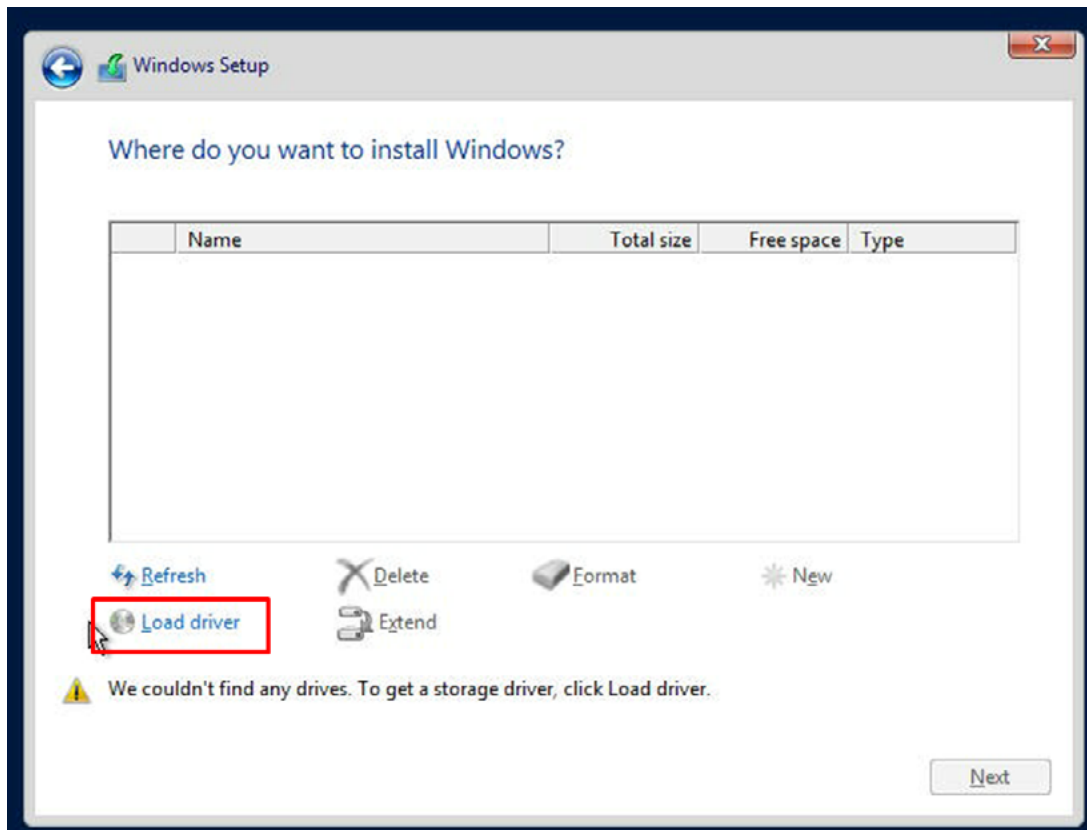 Windows Setup
Where do you want to install Windows?
Name Total size Free space Type
Refresh Delete Format New
Load driver Extend
We couldn't find any drives. To get a storage driver, click Load driver.
Next